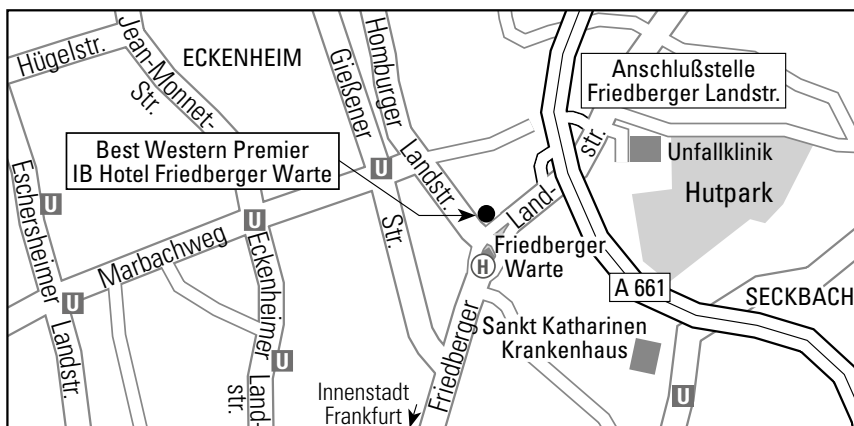 Hügelstr.
Jean-Monnet-
Str.
ECKENHEIM
Gießener
Str.
Homburger
Landstr.
Anschlußstelle
Friedberger Landstr.
Best Western Premier
IB Hotel Friedberger Warte
U
Unfallklinik
Hutpark
Land-
str.
Eschersheimer
Landstr.
U
U
Marbachweg
U
Eckenheimer
Land-
str.
U
Friedberger
Warte
H
A 661
SECKBACH
Sankt Katharinen
Krankenhaus
Friedberger
Innenstadt
Frankfurt
U